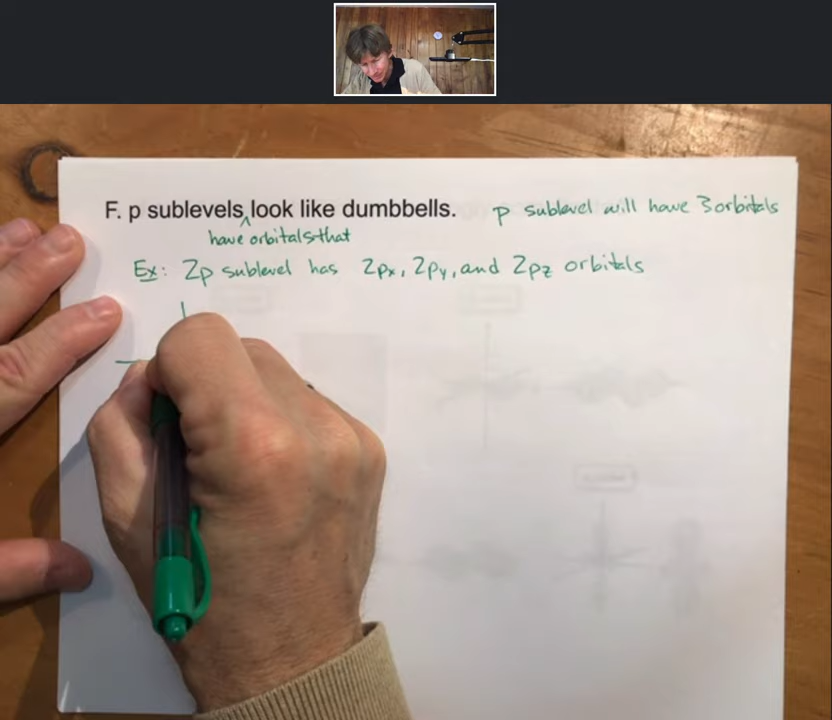 F. p sublevels look like dumbbells. p sublevel will have 3 orbitals
have orbitals that
Ex: 2p sublevel has 2px, 2py, and 2pz orbitals